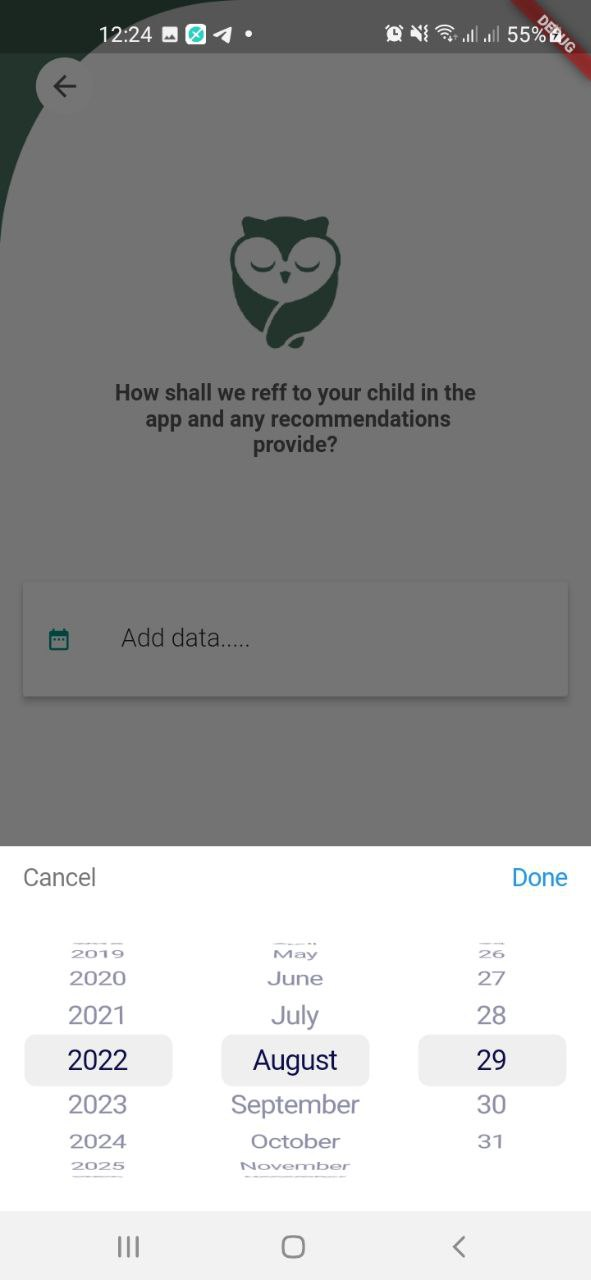 12:24
55%
DEBUG
How shall we reff to your child in the
app and any recommendations
provide?
Add data.....
Cancel
Done
2019 May 26
2020 June 27
2021 July 28
2022 August 29
2023 September 30
2024 October 31
2025 November